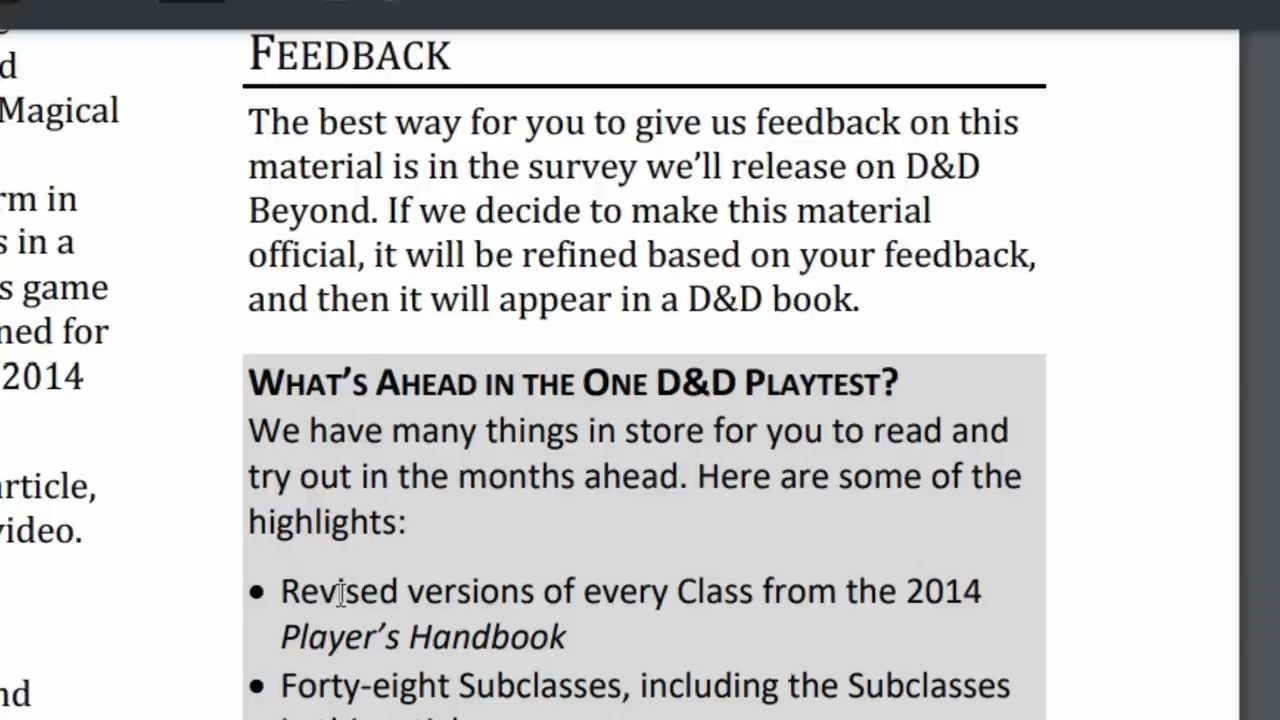 d
Magical
rm in
s in a
s game
ned for
2014
article,
video.
nd
FEEDBACK
The best way for you to give us feedback on this
material is in the survey we’ll release on D&D
Beyond. If we decide to make this material
official, it will be refined based on your feedback,
and then it will appear in a D&D book.
WHAT’S AHEAD IN THE ONE D&D PLAYTEST?
We have many things in store for you to read and
try out in the months ahead. Here are some of the
highlights:
• Revised versions of every Class from the 2014
Player’s Handbook
• Forty-eight Subclasses, including the Subclasses